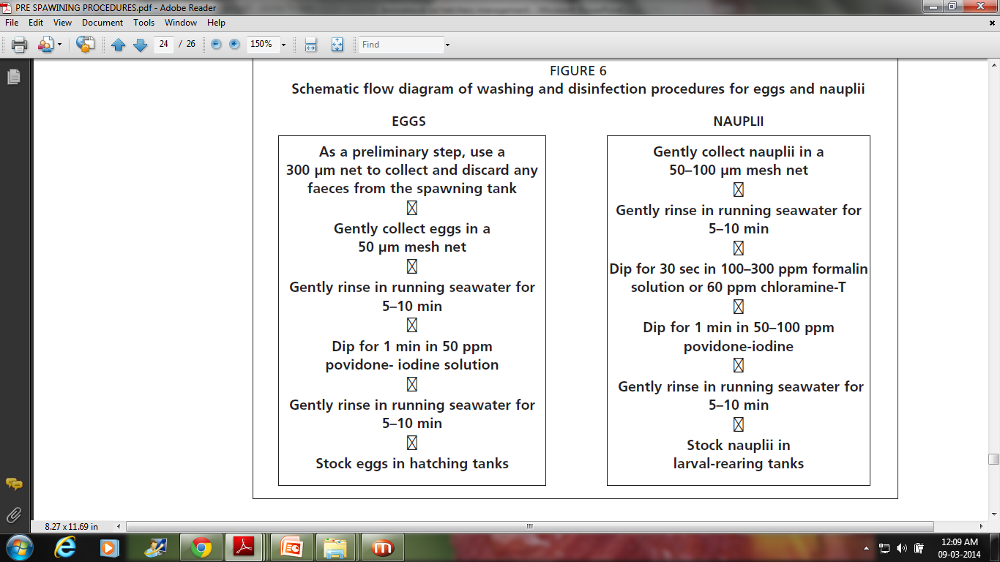 PRE SPAWINING PROCEDURES.pdf - Adobe Reader
File Edit View Document Tools Window Help
24 / 26 150% Find
FIGURE 6
Schematic flow diagram of washing and disinfection procedures for eggs and nauplii
EGGS
As a preliminary step, use a
300 µm net to collect and discard any
faeces from the spawning tank
Gently collect eggs in a
50 µm mesh net
Gently rinse in running seawater for
5–10 min
Dip for 1 min in 50 ppm
povidone- iodine solution
Gently rinse in running seawater for
5–10 min
Stock eggs in hatching tanks
NAUPLII
Gently collect nauplii in a
50–100 µm mesh net
Gently rinse in running seawater for
5–10 min
Dip for 30 sec in 100–300 ppm formalin
solution or 60 ppm chloramine-T
Dip for 1 min in 50–100 ppm
povidone-iodine
Gently rinse in running seawater for
5–10 min
Stock nauplii in
larval-rearing tanks
8.27 x 11.69 in
12:09 AM
09-03-2014